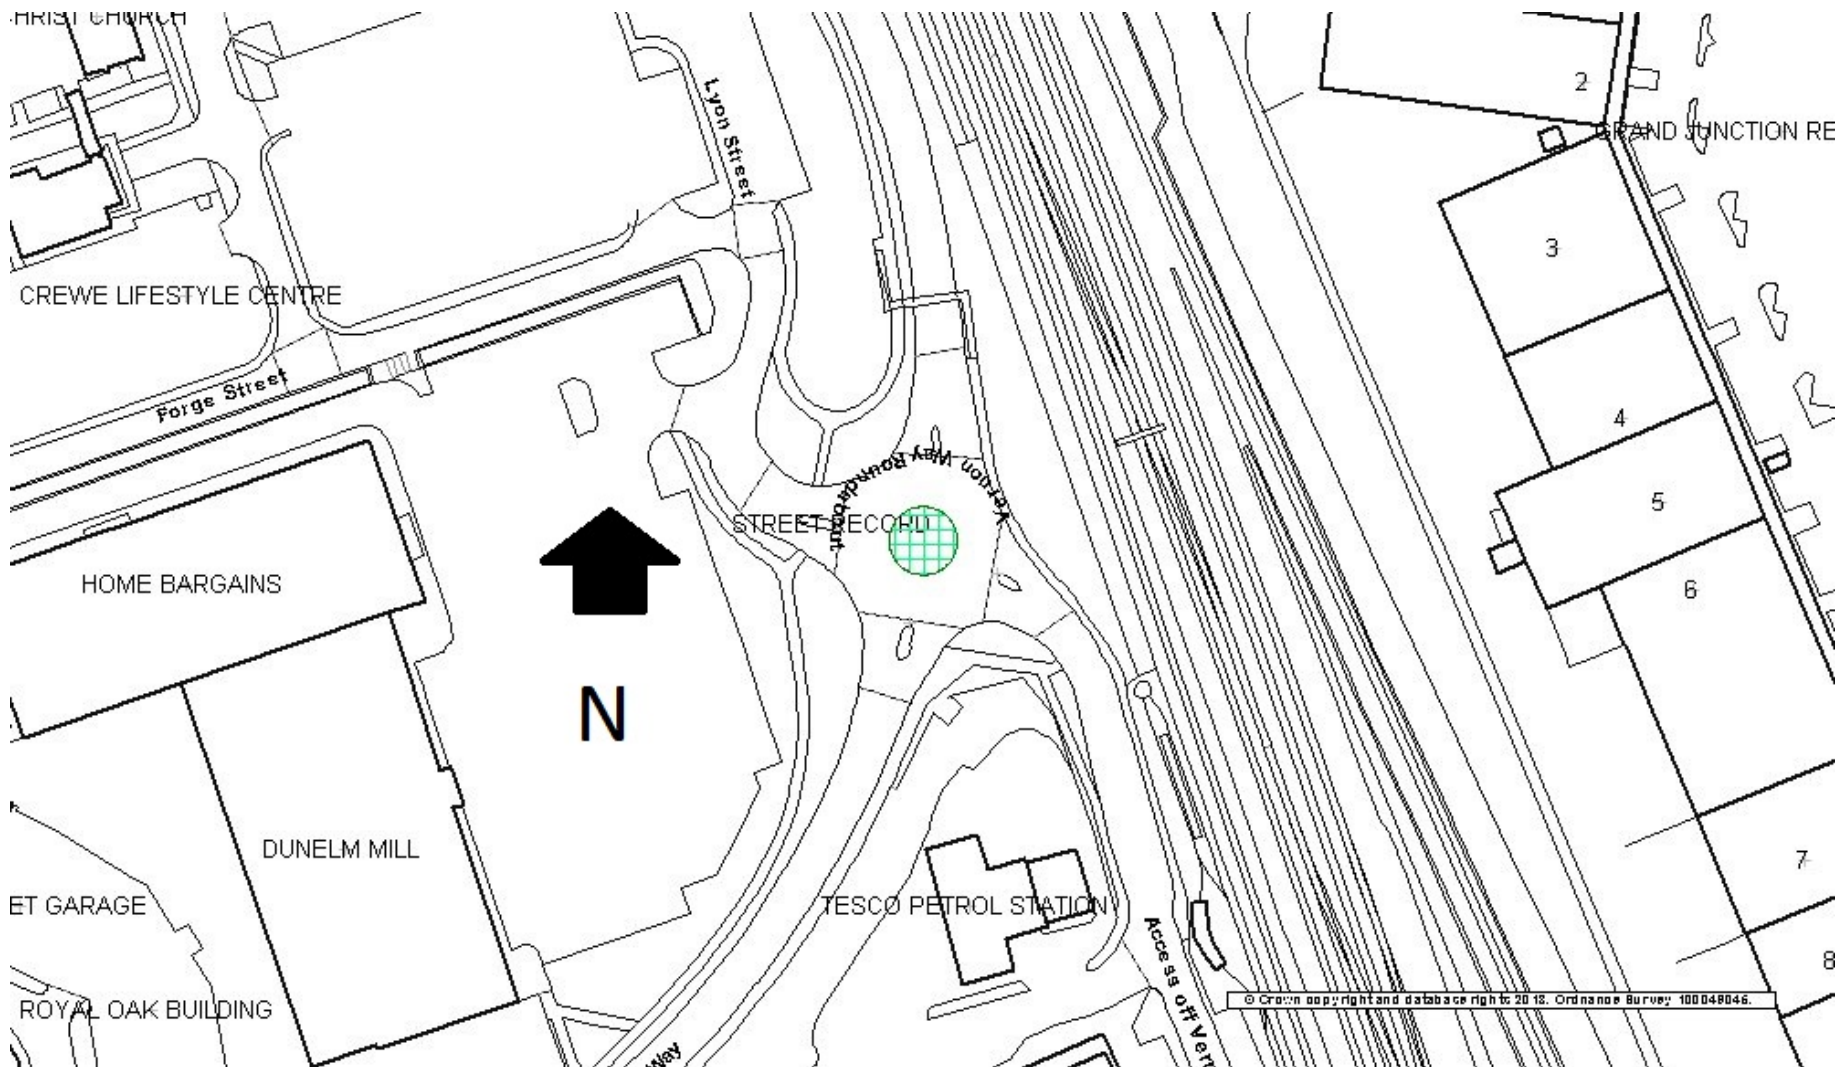 CHRIST CHURCH
Lyon Street
2
GRAND JUNCTION RE
3
CREWE LIFESTYLE CENTRE
Forge Street
4
Vernon Way Roundabout
5
STREET RECORD
HOME BARGAINS
6
N
DUNELM MILL
7
ET GARAGE
TESCO PETROL STATION
8
Access off Vern
© Crown copyright and database rights 2018. Ordnance Survey 100049045.
ROYAL OAK BUILDING
Way